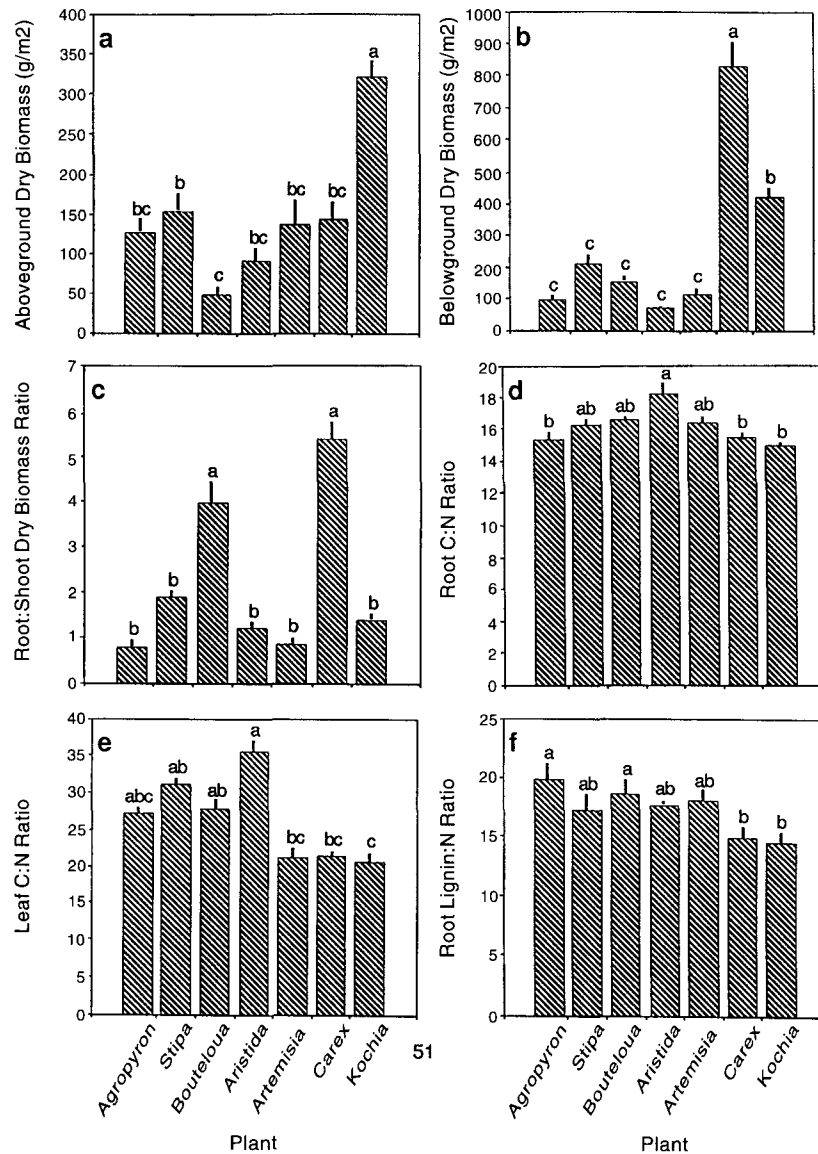 a
Aboveground Dry Biomass (g/m2)
400
350
300
250
200
150
100
50
0
bc
b
c
bc
bc
bc
a
b
Belowground Dry Biomass (g/m2)
1000
900
800
700
600
500
400
300
200
100
0
c
c
c
c
c
a
b
c
Root:Shoot Dry Biomass Ratio
7
6
5
4
3
2
1
0
b
b
a
b
b
a
b
d
Root C:N Ratio
20
18
16
14
12
10
8
6
4
2
0
b
ab
ab
a
ab
b
b
e
Leaf C:N Ratio
40
35
30
25
20
15
10
5
0
abc
ab
ab
a
bc
bc
c
Agropyron
Stipa
Bouteloua
Aristida
Artemisia
Carex
Kochia
Plant
51
f
Root Lignin:N Ratio
25
20
15
10
5
0
a
ab
a
ab
ab
b
b
Agropyron
Stipa
Bouteloua
Aristida
Artemisia
Carex
Kochia
Plant